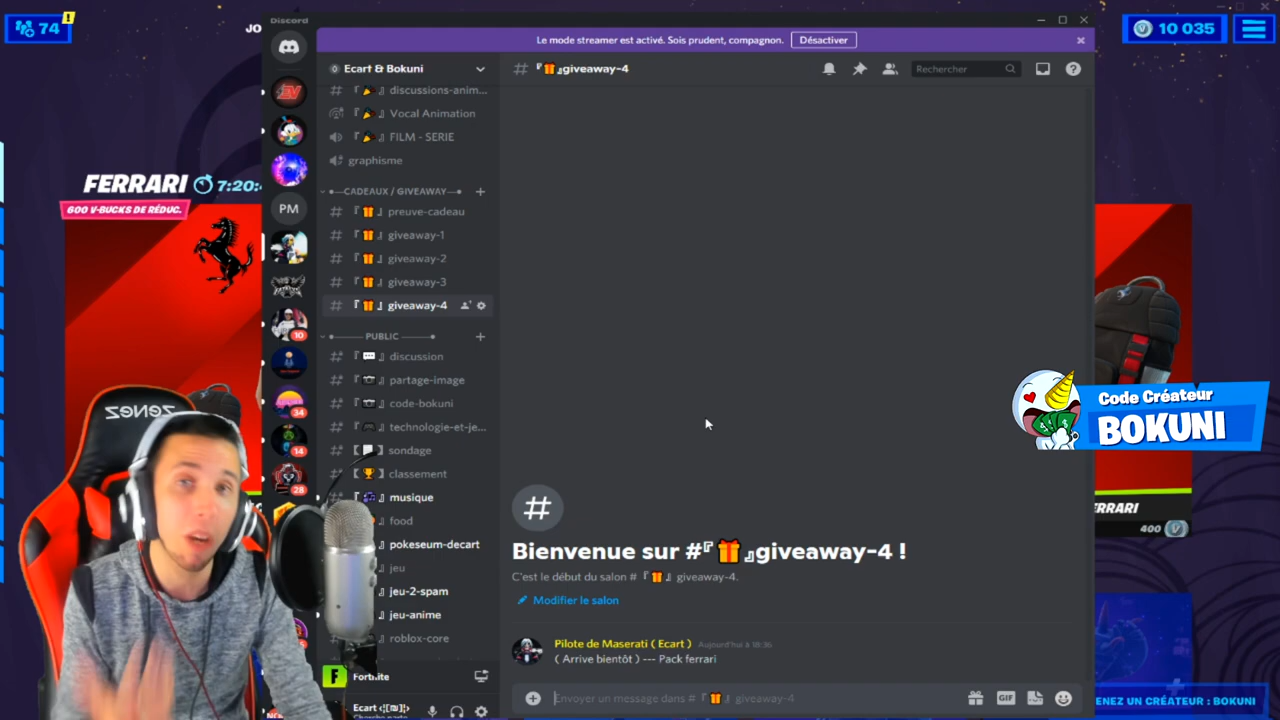 74
!
JO
10 035
FERRARI
7:20:
600 V-BUCKS DE RÉDUC.
ZENEZ
Discord
Le mode streamer est activé. Sois prudent, compagnon.
Désactiver
EV
PM
10
34
14
28
Ecart & Bokuni
discussions-anim...
Vocal Animation
FILM - SERIE
graphisme
CADEAUX / GIVEAWAY
preuve-cadeau
giveaway-1
giveaway-2
giveaway-3
giveaway-4
PUBLIC
discussion
partage-image
code-bokuni
technologie-et-je...
sondage
classement
musique
food
pokeseum-decart
jeu
jeu-2-spam
jeu-anime
roblox-core
Fortnite
# 『🎁』giveaway-4
Rechercher
Bienvenue sur #『🎁』giveaway-4 !
C'est le début du salon # 『🎁』 giveaway-4.
Modifier le salon
Pilote de Maserati ( Ecart ) Aujourd'hui à 18:36
( Arrive bientôt ) --- Pack ferrari
Envoyer un message dans # 『🎁』 giveaway-4
GIF
Code Créateur
BOKUNI
ERRARI
400
ENEZ UN CRÉATEUR : BOKUNI